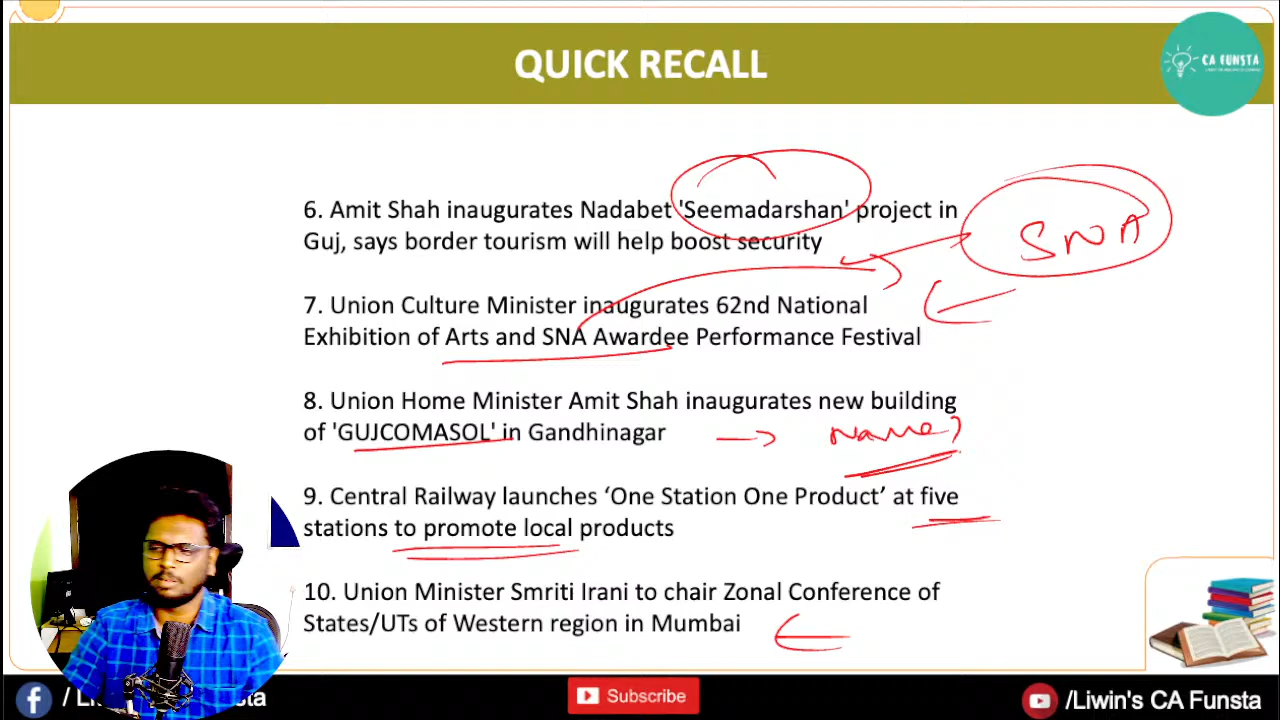 QUICK RECALL
CA FUNSTA
6. Amit Shah inaugurates Nadabet 'Seemadarshan' project in
Guj, says border tourism will help boost security
SNA
7. Union Culture Minister inaugurates 62nd National
Exhibition of Arts and SNA Awardee Performance Festival
8. Union Home Minister Amit Shah inaugurates new building
of 'GUJCOMASOL' in Gandhinagar
Name?
9. Central Railway launches ‘One Station One Product’ at five
stations to promote local products
10. Union Minister Smriti Irani to chair Zonal Conference of
States/UTs of Western region in Mumbai
Subscribe
/Liwin's CA Funsta